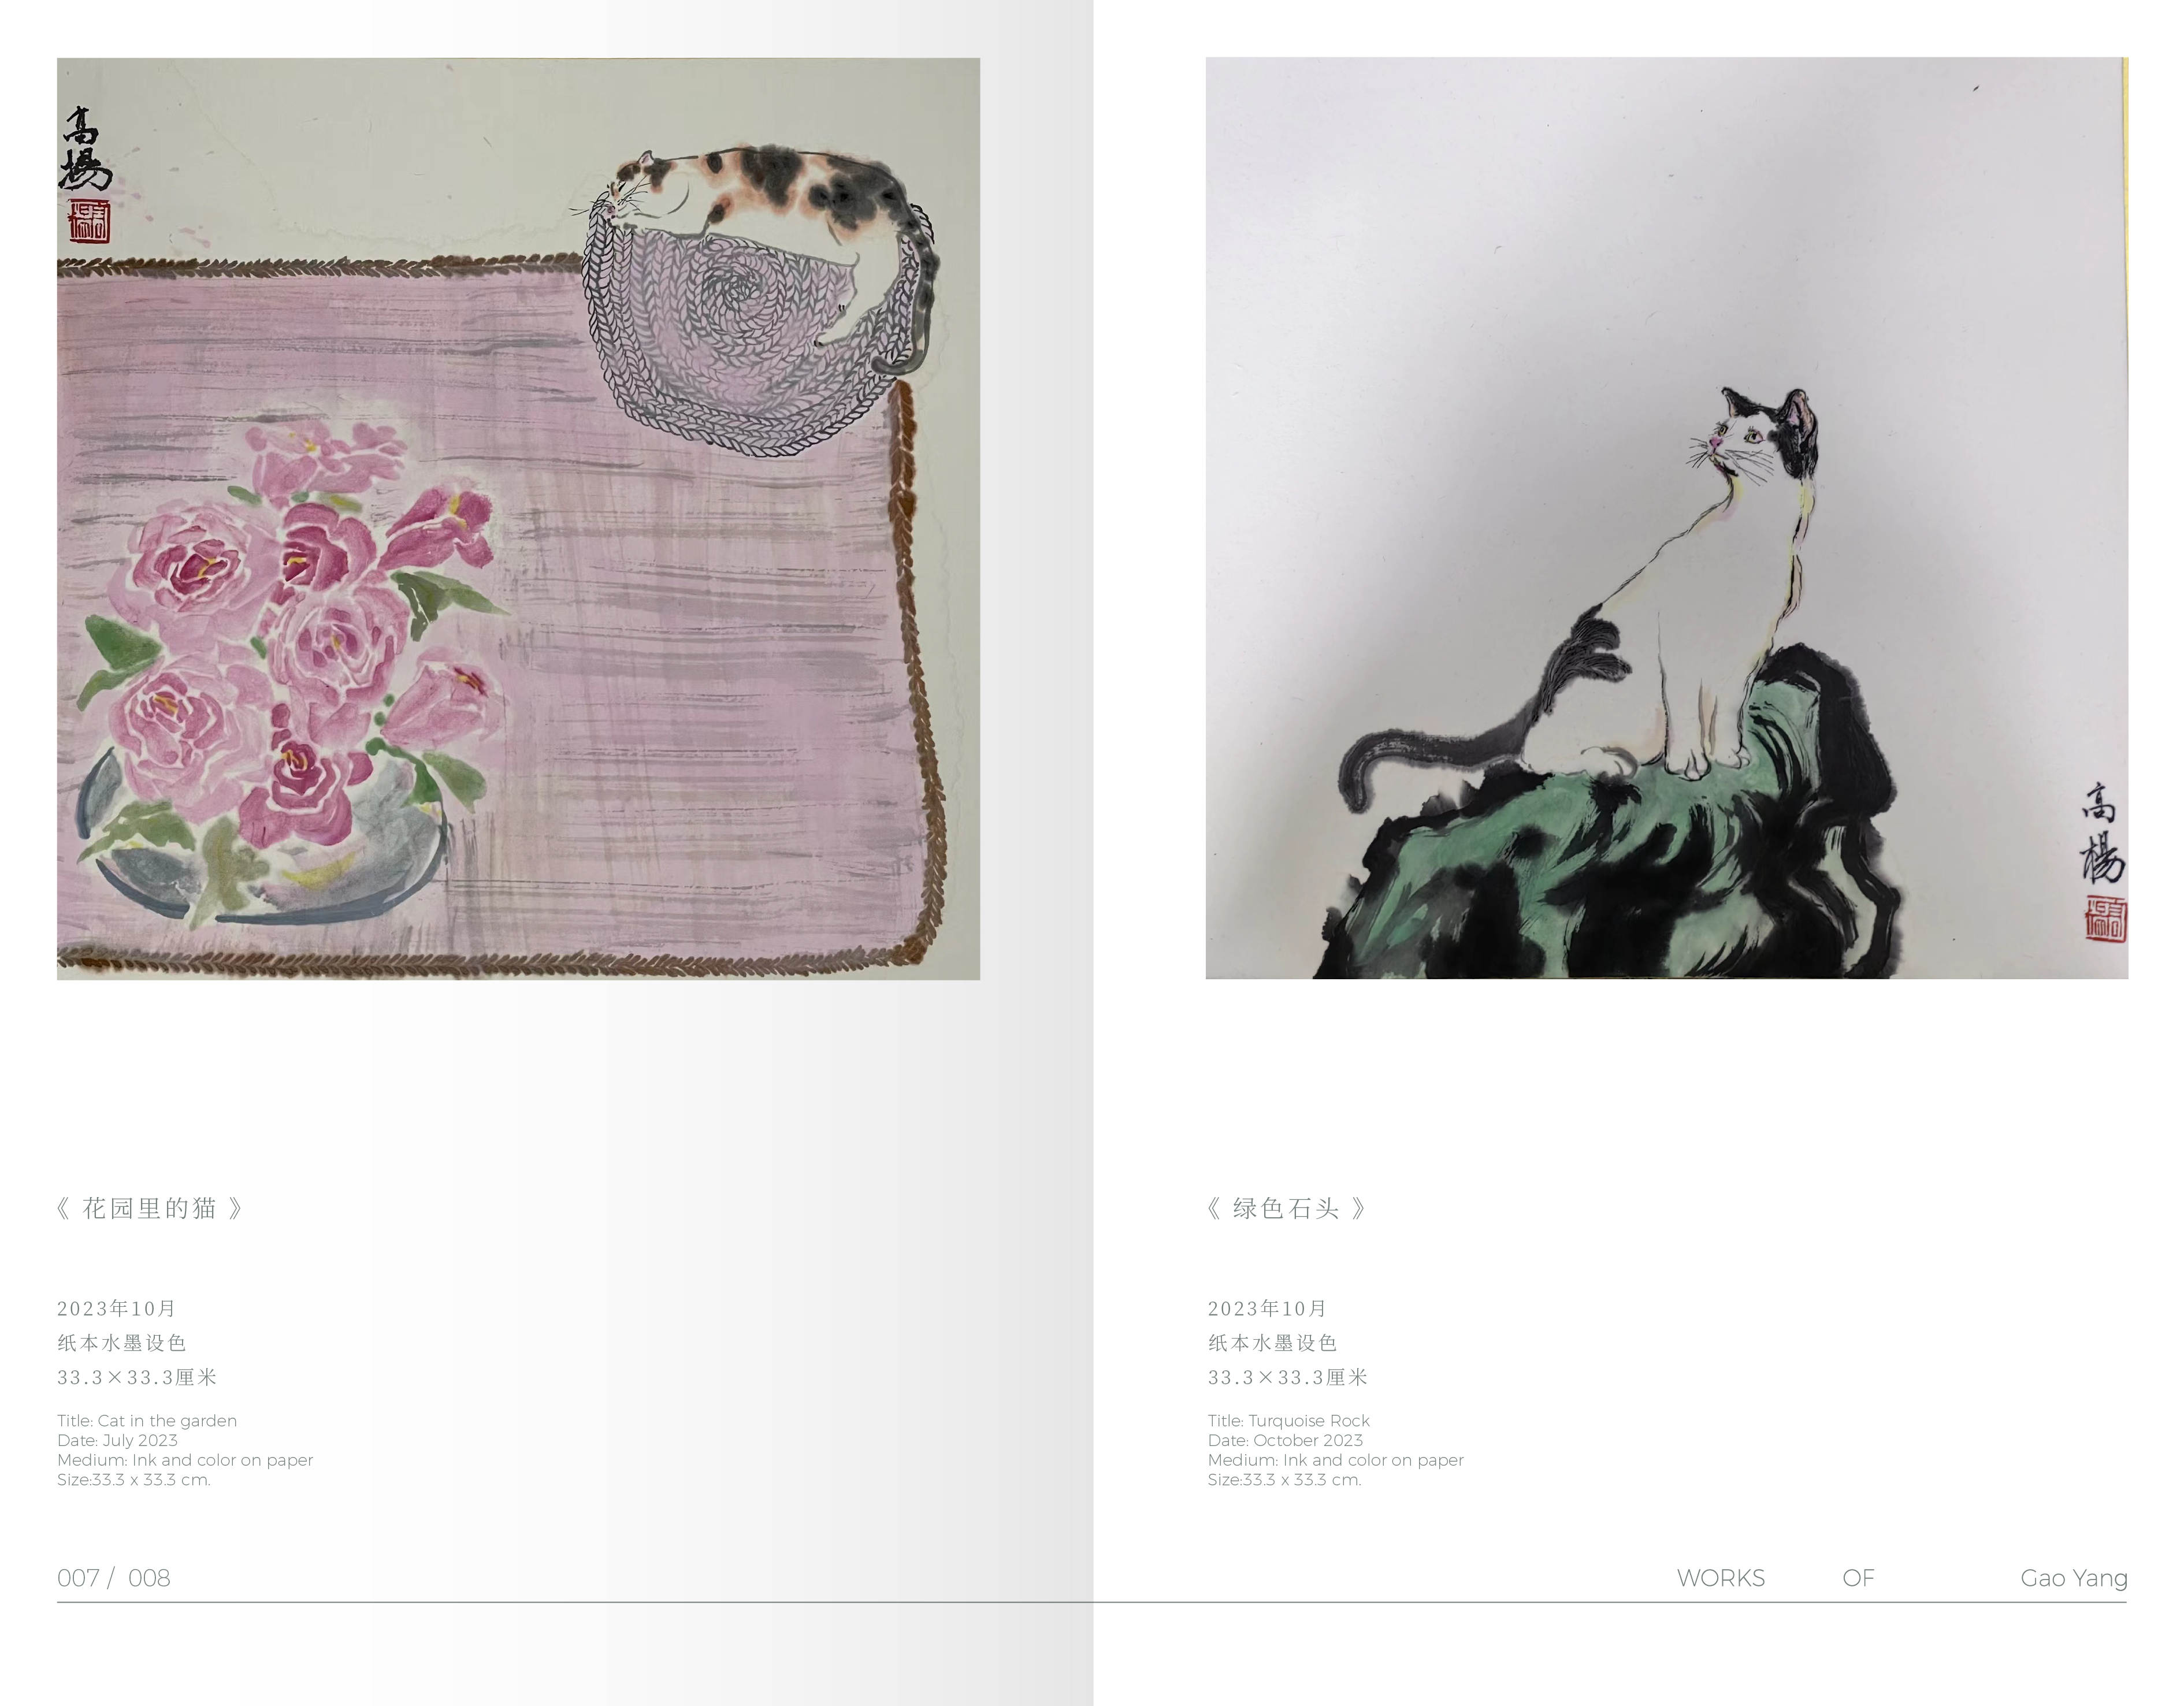 高
楊
《 花园里的猫 》
2023年10月
纸本水墨设色
33.3×33.3厘米
Title: Cat in the garden
Date: July 2023
Medium: Ink and color on paper
Size:33.3 x 33.3 cm.
高
楊
《 绿色石头 》
2023年10月
纸本水墨设色
33.3×33.3厘米
Title: Turquoise Rock
Date: October 2023
Medium: Ink and color on paper
Size:33.3 x 33.3 cm.
007 / 008
WORKS OF Gao Yang